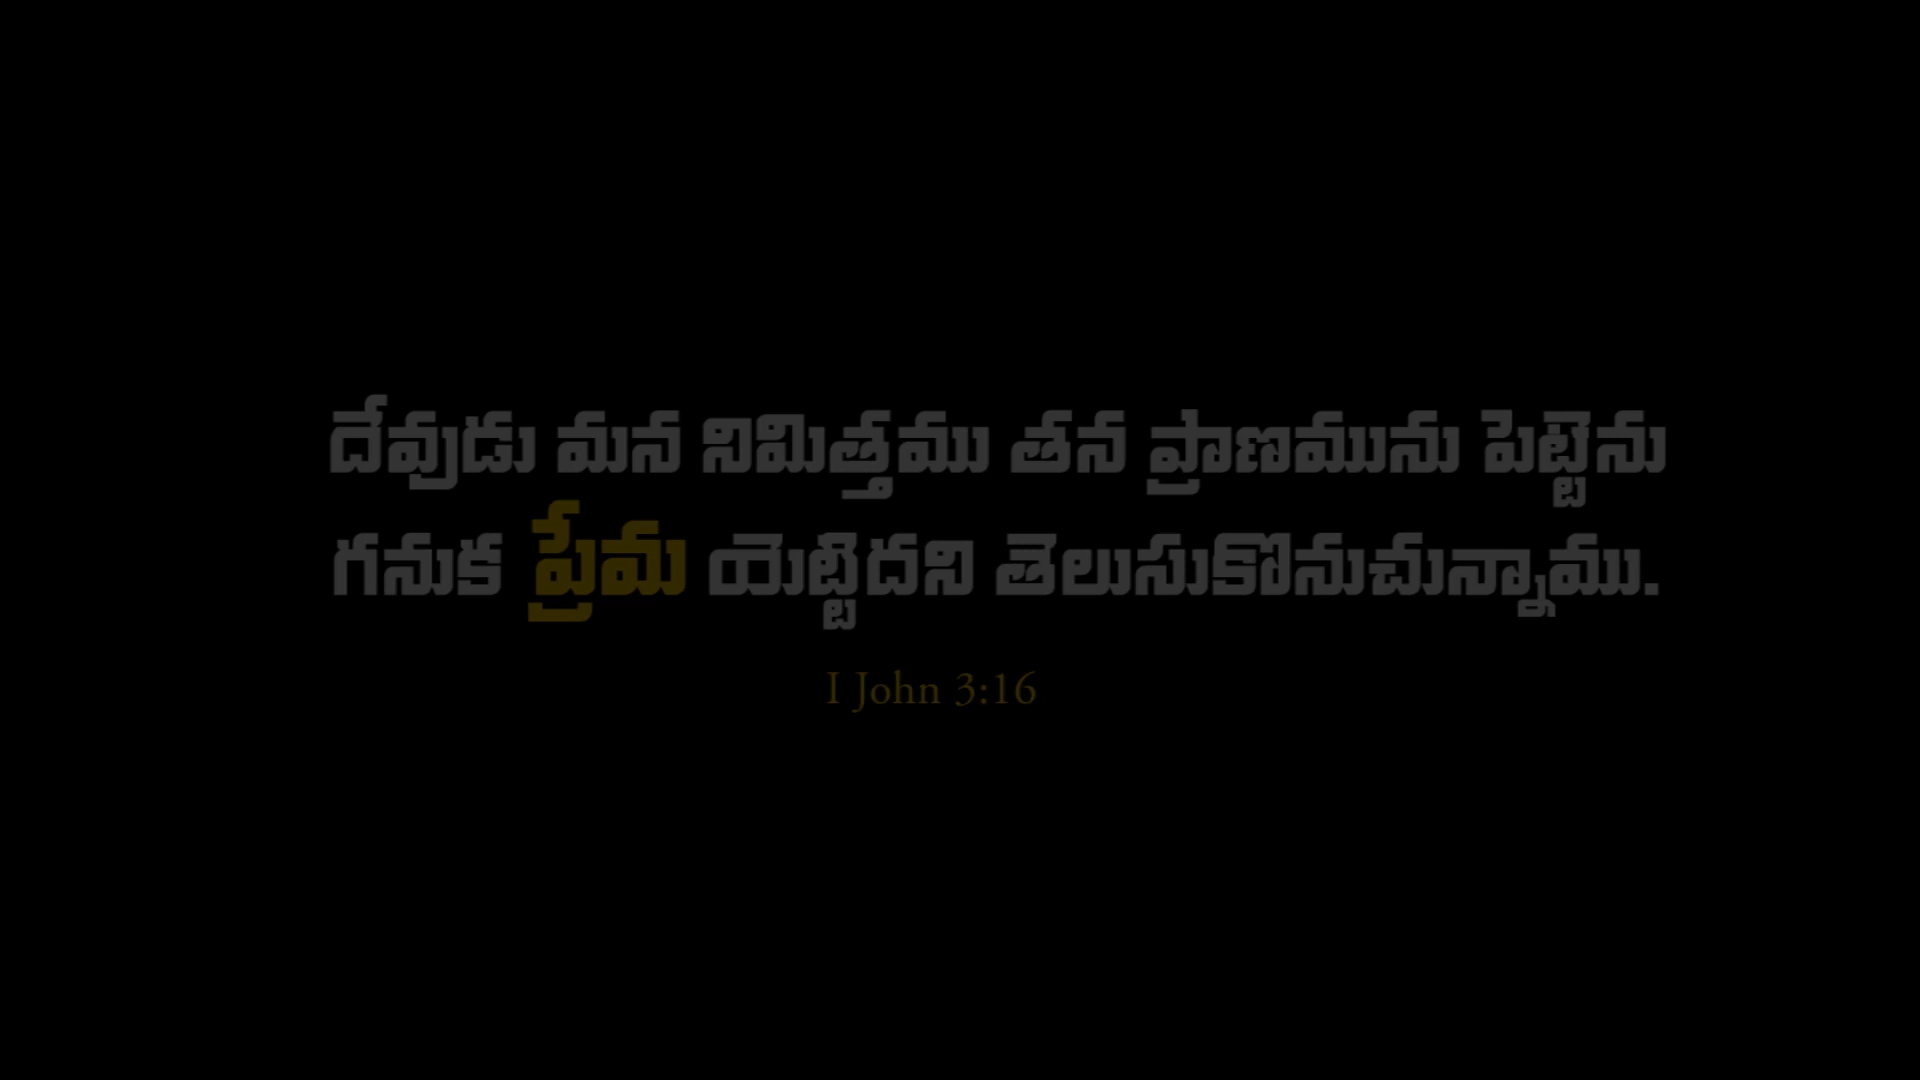 దేవుడు మన నిమిత్తము తన ప్రాణమును పెట్టెను
గనుక ప్రేమ యెట్టిదని తెలుసుకొనుచున్నాము.
I John 3:16